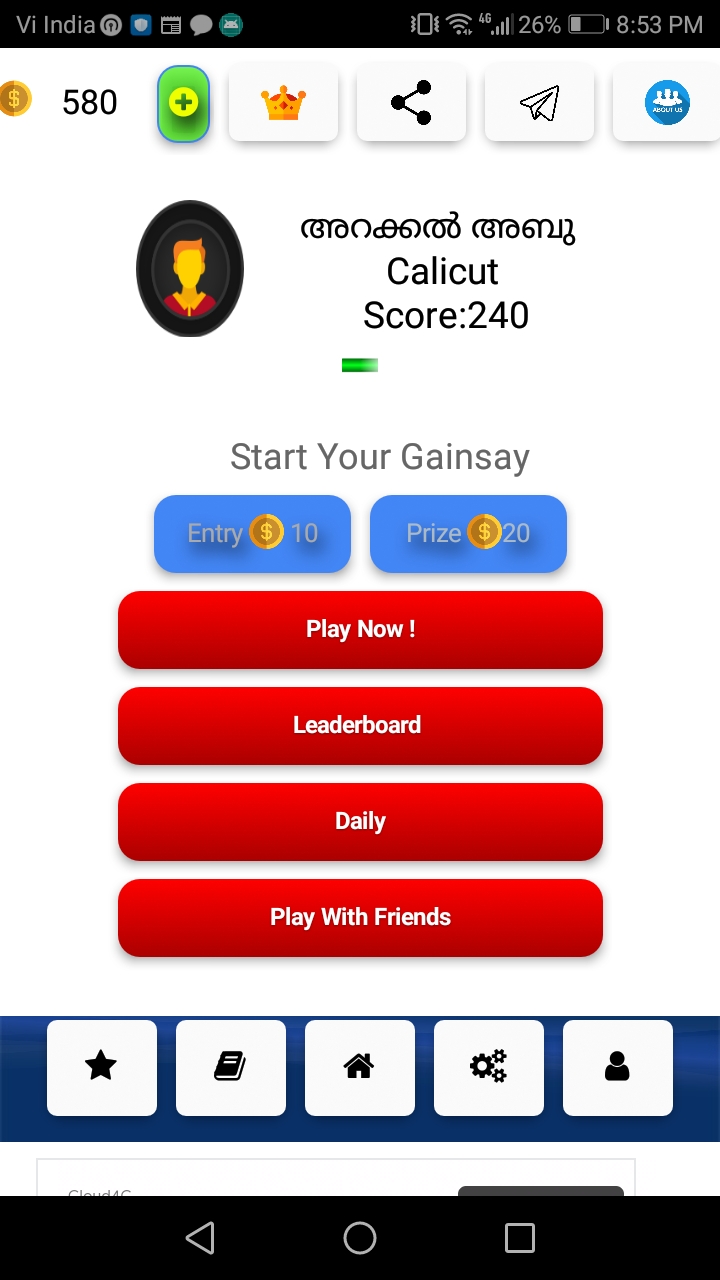 Vi India 4G 26% 8:53 PM
580
ABOUT US
അറക്കൽ അബു
Calicut
Score:240
Start Your Gainsay
Entry $ 10 Prize $ 20
Play Now !
Leaderboard
Daily
Play With Friends
Cloud4C